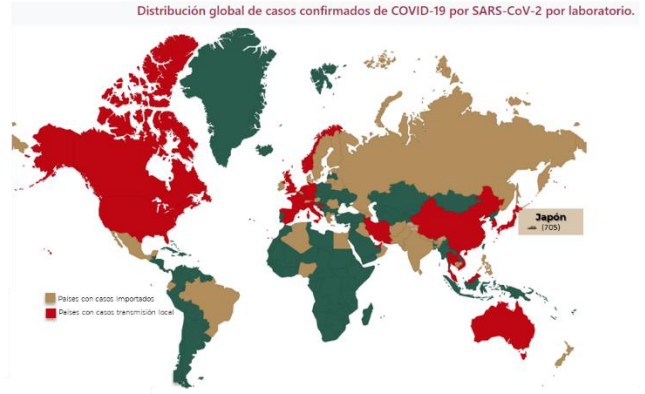 Distribución global de casos confirmados de COVID-19 por SARS-CoV-2 por laboratorio.
Japón
(705)
Países con casos importados
Países con casos transmisión local